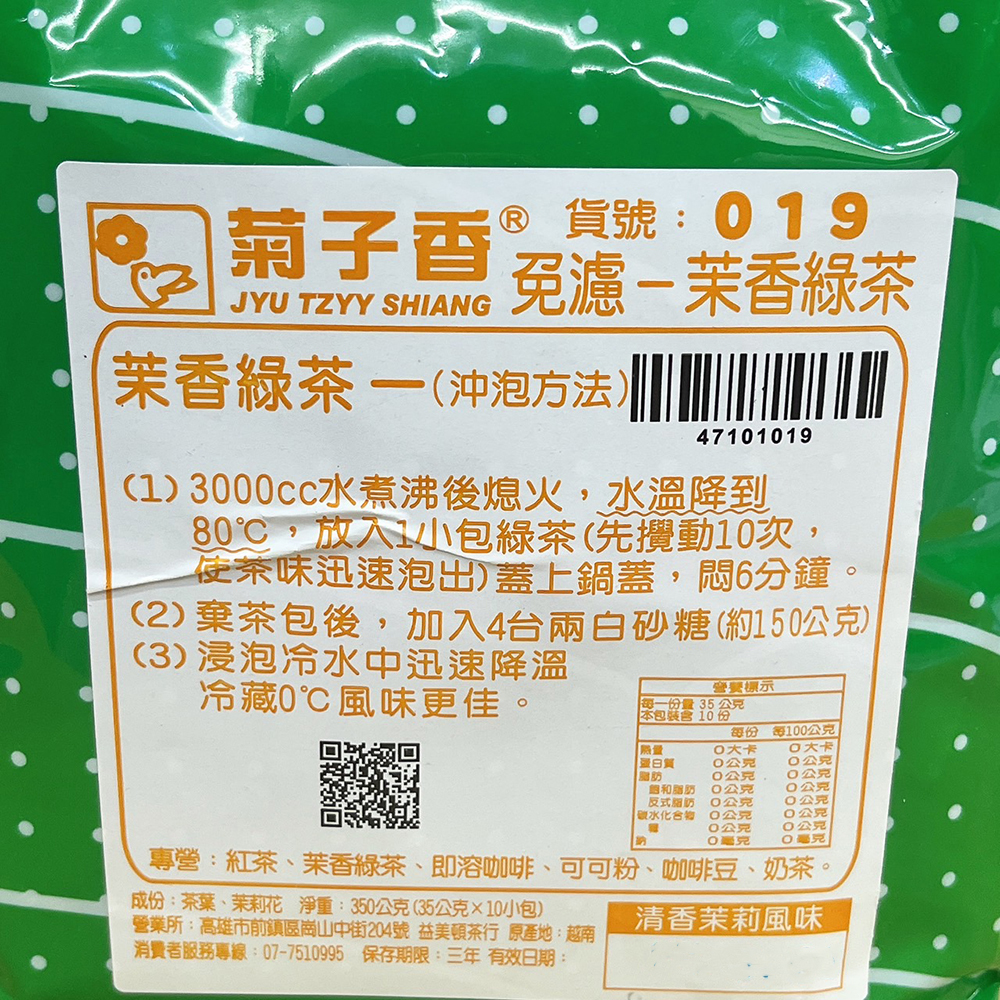 菊子香® 貨號：019
JYU TZYY SHIANG 免濾－茉香綠茶
茉香綠茶 —(沖泡方法)
47101019
(1) 3000cc水煮沸後熄火，水溫降到
80℃，放入1小包綠茶(先攪動10次，
使茶味迅速泡出)蓋上鍋蓋，悶6分鐘。
(2) 棄茶包後，加入4台兩白砂糖(約150公克)
(3) 浸泡冷水中迅速降溫
冷藏0℃風味更佳。
營養標示
每一份量 35 公克
本包裝含 10 份
每份 每100公克
熱量 0大卡 0大卡
蛋白質 0公克 0公克
脂肪 0公克 0公克
飽和脂肪 0公克 0公克
反式脂肪 0公克 0公克
碳水化合物 0公克 0公克
糖 0公克 0公克
鈉 0毫克 0毫克
專營：紅茶、茉香綠茶、即溶咖啡、可可粉、咖啡豆、奶茶。
成份：茶葉、茉莉花 淨重：350公克(35公克×10小包)
營業所：高雄市前鎮區崗山中街204號 益美頓茶行 原產地：越南
消費者服務專線：07-7510995 保存期限：三年 有效日期：
清香茉莉風味